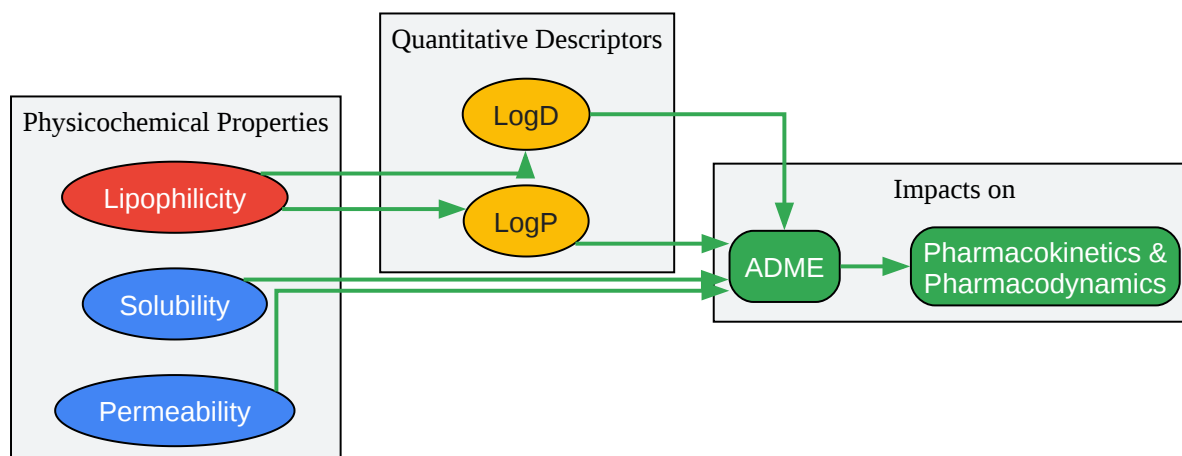 Physicochemical Properties
Lipophilicity
Solubility
Permeability
Quantitative Descriptors
LogD
LogP
Impacts on
ADME
Pharmacokinetics &
Pharmacodynamics